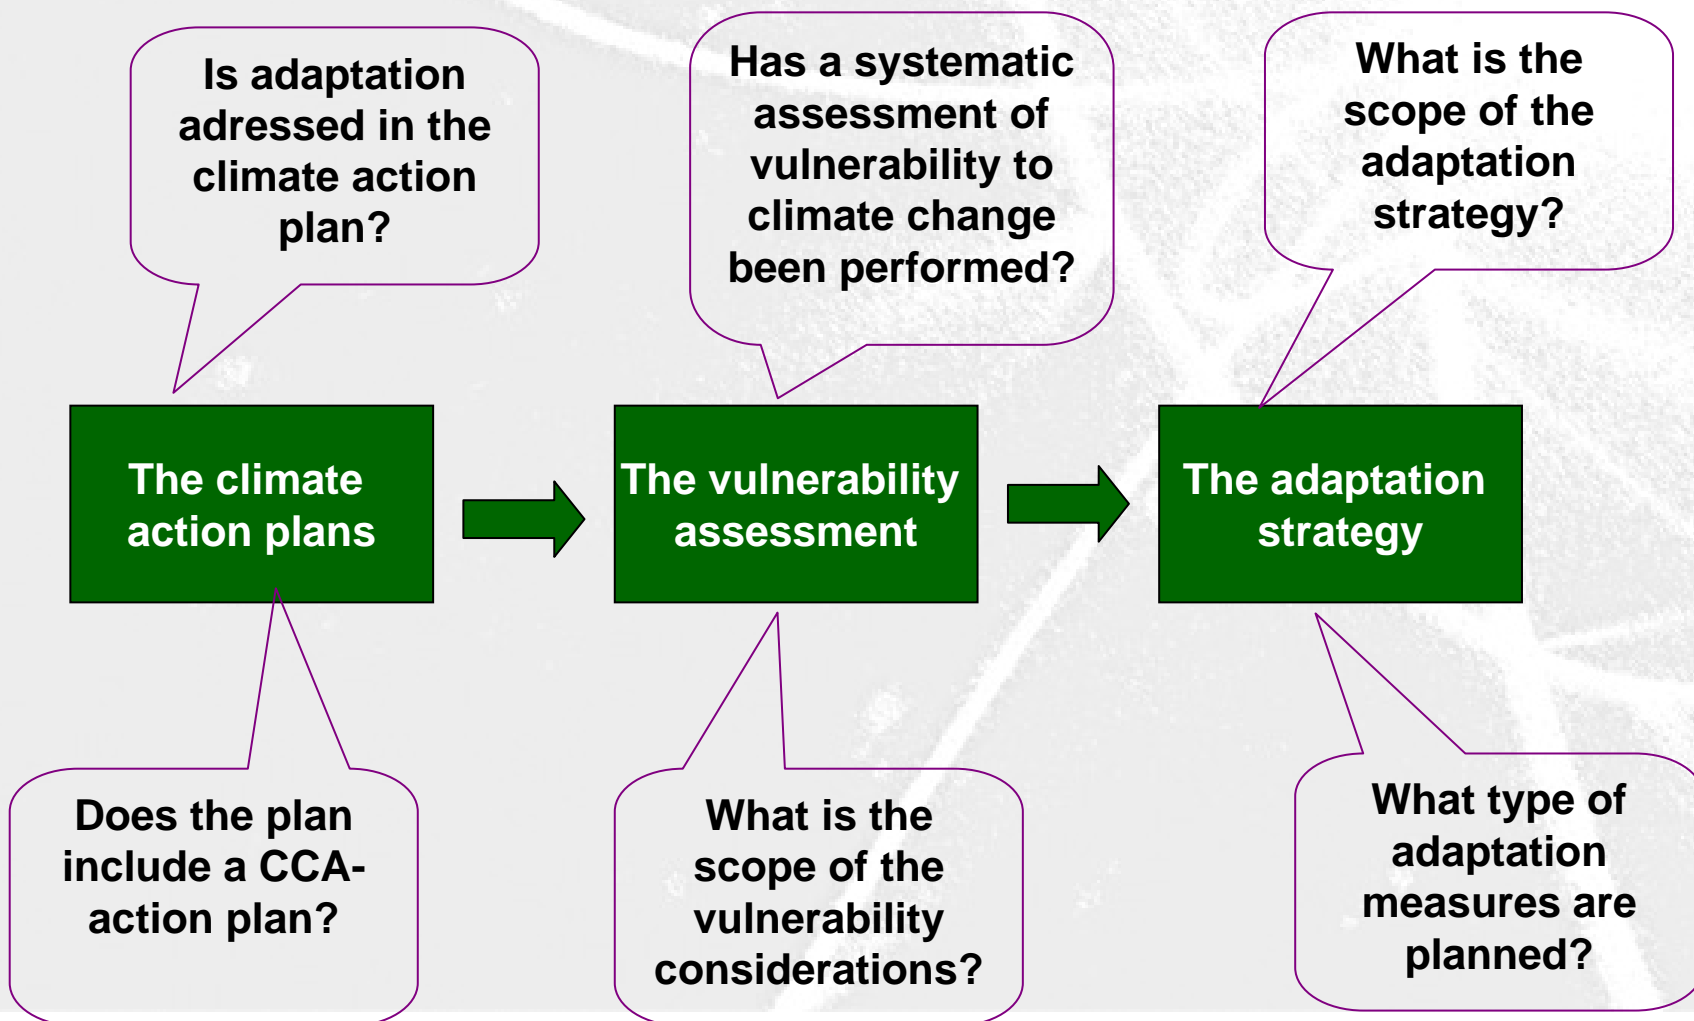 Is adaptation
adressed in the
climate action
plan?
Has a systematic
assessment of
vulnerability to
climate change
been performed?
What is the
scope of the
adaptation
strategy?
The climate
action plans
The vulnerability
assessment
The adaptation
strategy
Does the plan
include a CCA-
action plan?
What is the
scope of the
vulnerability
considerations?
What type of
adaptation
measures are
planned?